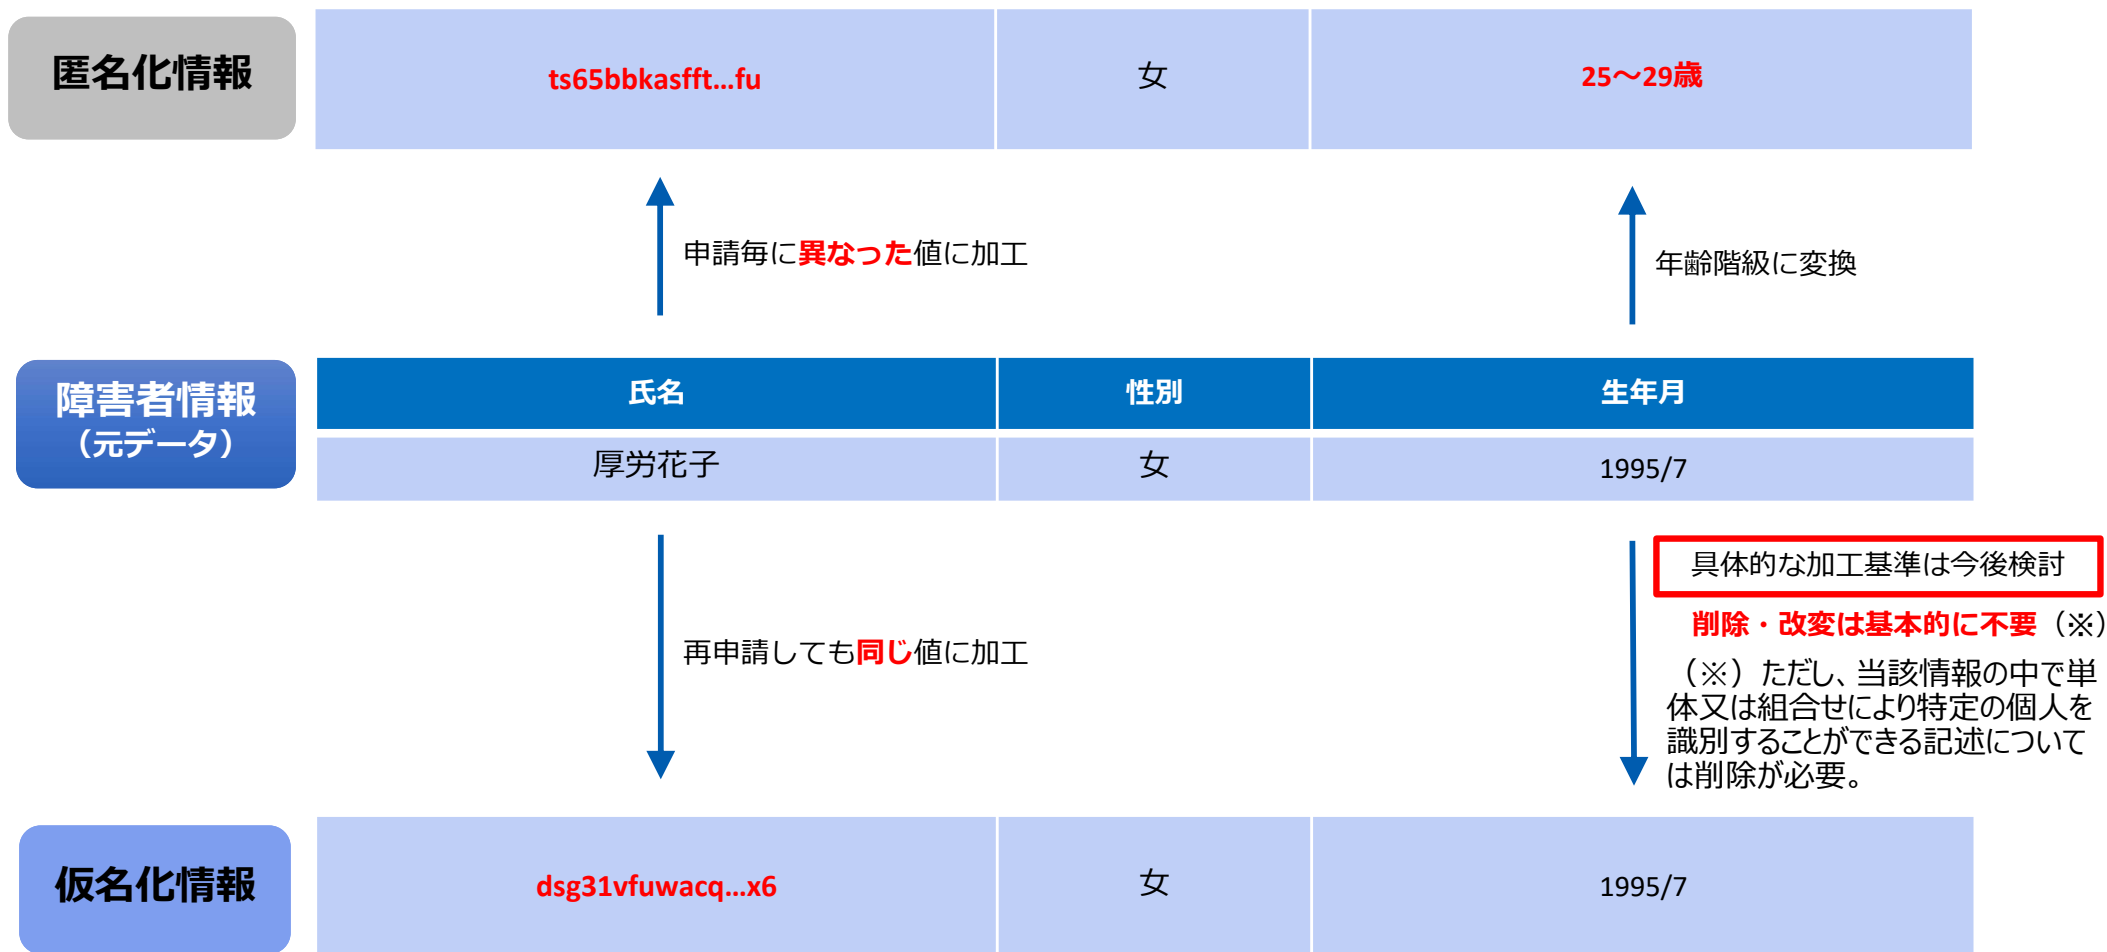 匿名化情報
ts65bbkasfft…fu
女
25～29歳
申請毎に異なった値に加工
年齢階級に変換
障害者情報
（元データ）
氏名
性別
生年月
厚労花子
女
1995/7
再申請しても同じ値に加工
具体的な加工基準は今後検討
削除・改変は基本的に不要（※）
（※）ただし、当該情報の中で単
体又は組合せにより特定の個人を
識別することができる記述について
は削除が必要。
仮名化情報
dsg31vfuwacq…x6
女
1995/7